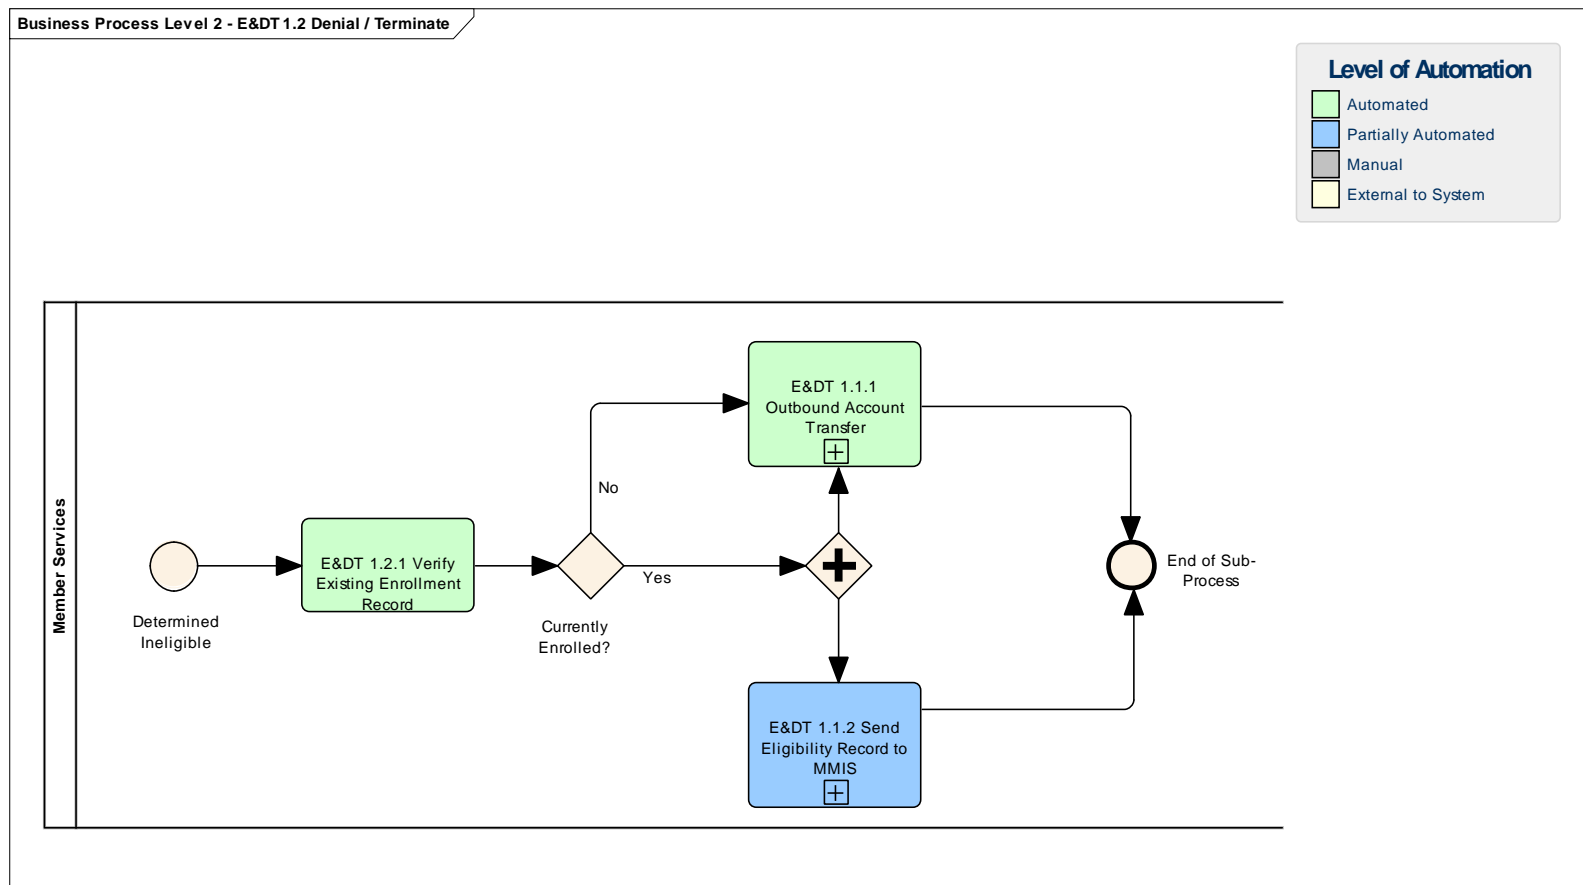 Business Process Level 2 - E&DT 1.2 Denial / Terminate
Level of Automation
Automated
Partially Automated
Manual
External to System
Member Services
Determined
Ineligible
E&DT 1.2.1 Verify
Existing Enrollment
Record
Currently
Enrolled?
No
Yes
E&DT 1.1.1
Outbound Account
Transfer
E&DT 1.1.2 Send
Eligibility Record to
MMIS
End of Sub-
Process